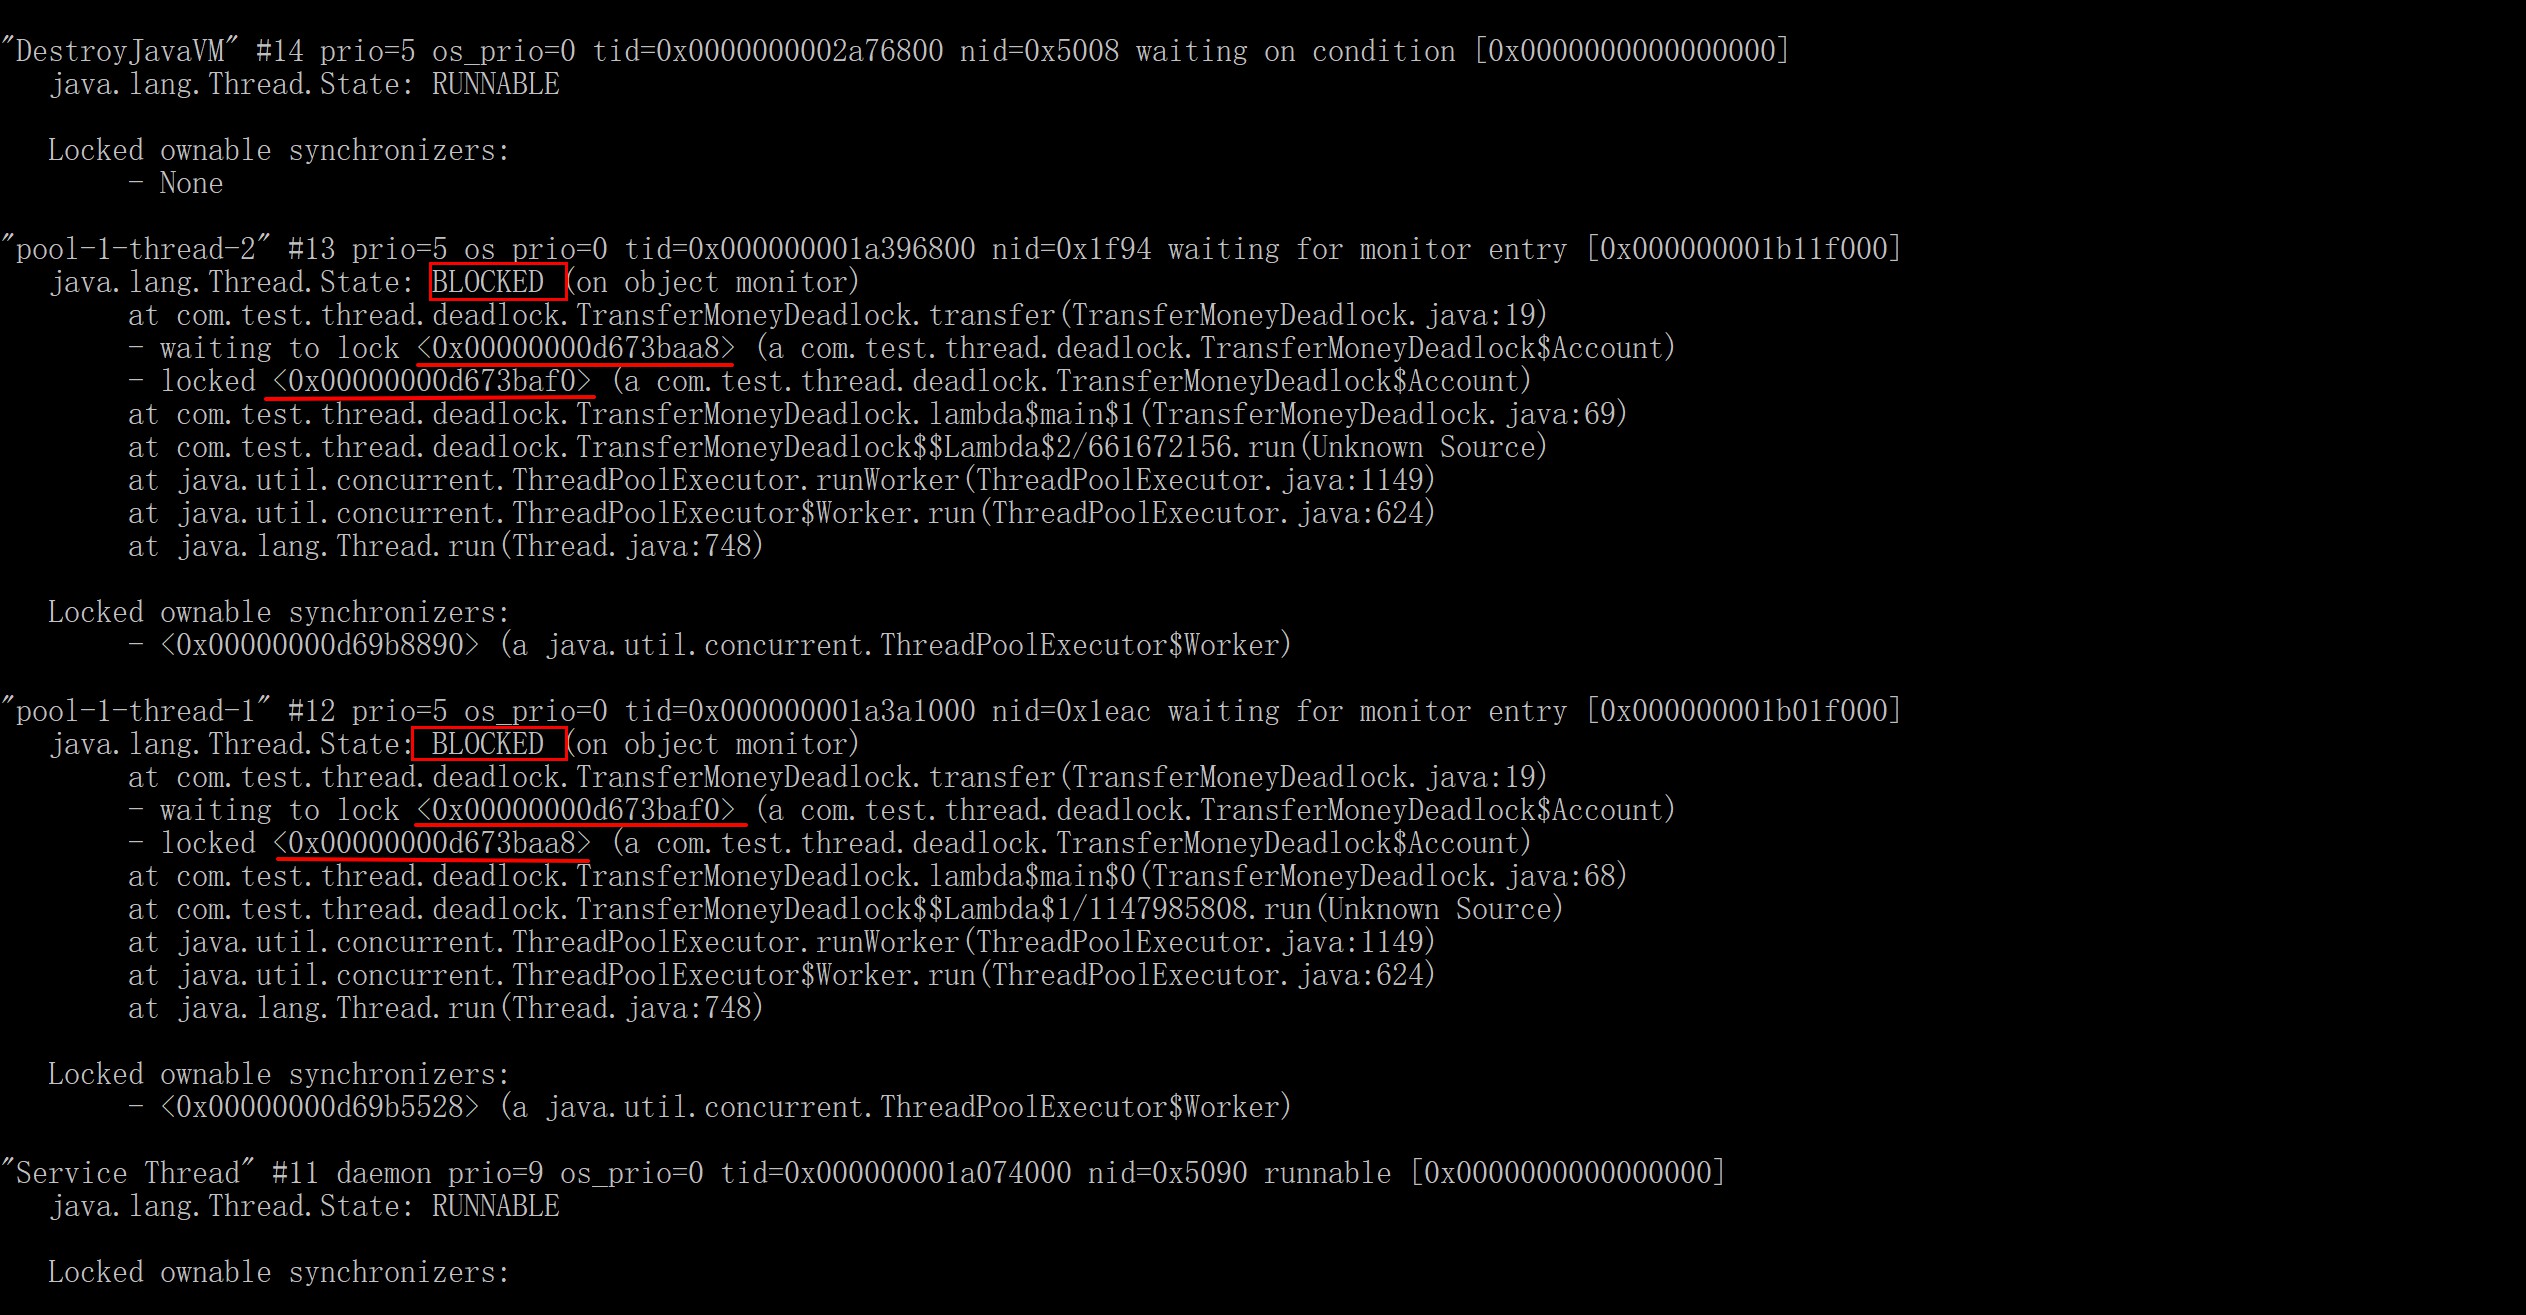 "DestroyJavaVM" #14 prio=5 os_prio=0 tid=0x0000000002a76800 nid=0x5008 waiting on condition [0x0000000000000000]
java.lang.Thread.State: RUNNABLE
Locked ownable synchronizers:
- None
"pool-1-thread-2" #13 prio=5 os_prio=0 tid=0x000000001a396800 nid=0x1f94 waiting for monitor entry [0x000000001b11f000]
java.lang.Thread.State: BLOCKED (on object monitor)
at com.test.thread.deadlock.TransferMoneyDeadlock.transfer(TransferMoneyDeadlock.java:19)
- waiting to lock <0x00000000d673baa8> (a com.test.thread.deadlock.TransferMoneyDeadlock$Account)
- locked <0x00000000d673baf0> (a com.test.thread.deadlock.TransferMoneyDeadlock$Account)
at com.test.thread.deadlock.TransferMoneyDeadlock.lambda$main$1(TransferMoneyDeadlock.java:69)
at com.test.thread.deadlock.TransferMoneyDeadlock$$Lambda$2/661672156.run(Unknown Source)
at java.util.concurrent.ThreadPoolExecutor.runWorker(ThreadPoolExecutor.java:1149)
at java.util.concurrent.ThreadPoolExecutor$Worker.run(ThreadPoolExecutor.java:624)
at java.lang.Thread.run(Thread.java:748)
Locked ownable synchronizers:
- <0x00000000d69b8890> (a java.util.concurrent.ThreadPoolExecutor$Worker)
"pool-1-thread-1" #12 prio=5 os_prio=0 tid=0x000000001a3a1000 nid=0x1eac waiting for monitor entry [0x000000001b01f000]
java.lang.Thread.State: BLOCKED (on object monitor)
at com.test.thread.deadlock.TransferMoneyDeadlock.transfer(TransferMoneyDeadlock.java:19)
- waiting to lock <0x00000000d673baf0> (a com.test.thread.deadlock.TransferMoneyDeadlock$Account)
- locked <0x00000000d673baa8> (a com.test.thread.deadlock.TransferMoneyDeadlock$Account)
at com.test.thread.deadlock.TransferMoneyDeadlock.lambda$main$0(TransferMoneyDeadlock.java:68)
at com.test.thread.deadlock.TransferMoneyDeadlock$$Lambda$1/1147985808.run(Unknown Source)
at java.util.concurrent.ThreadPoolExecutor.runWorker(ThreadPoolExecutor.java:1149)
at java.util.concurrent.ThreadPoolExecutor$Worker.run(ThreadPoolExecutor.java:624)
at java.lang.Thread.run(Thread.java:748)
Locked ownable synchronizers:
- <0x00000000d69b5528> (a java.util.concurrent.ThreadPoolExecutor$Worker)
"Service Thread" #11 daemon prio=9 os_prio=0 tid=0x000000001a074000 nid=0x5090 runnable [0x0000000000000000]
java.lang.Thread.State: RUNNABLE
Locked ownable synchronizers: